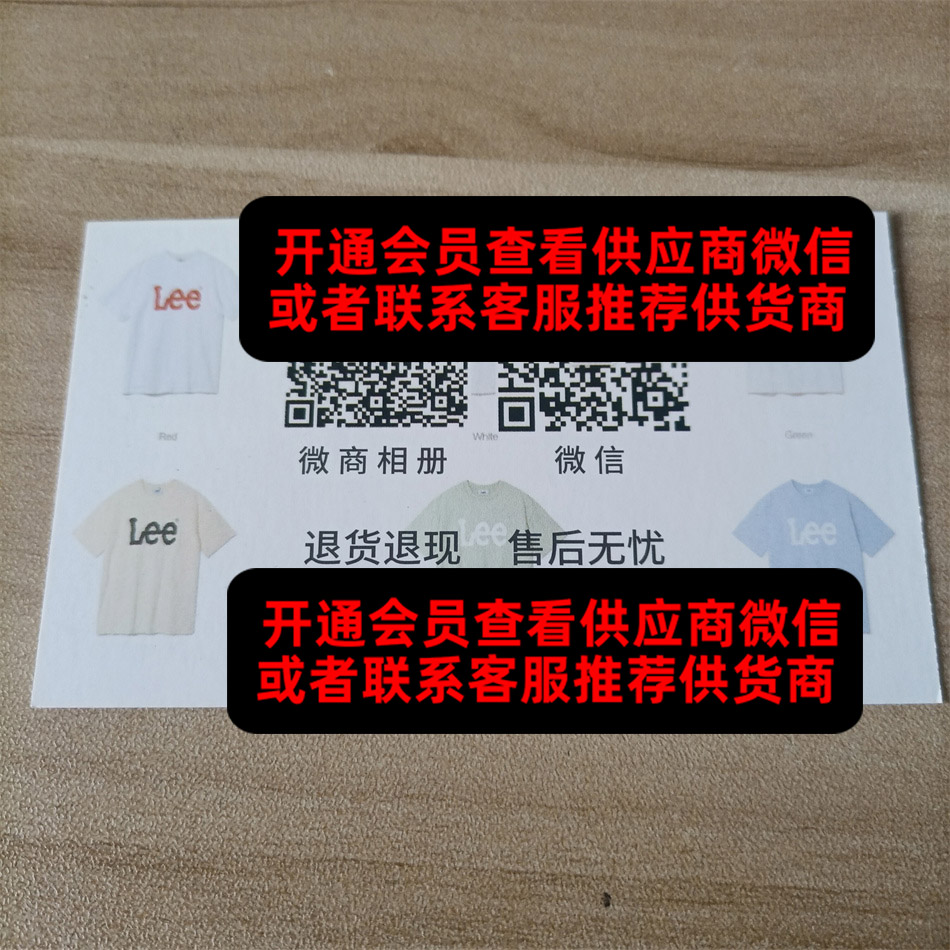 开通会员查看供应商微信
或者联系客服推荐供货商
Lee
Red
White
Green
微商相册
微信
Lee
Lee
Lee
退货退现 售后无忧
开通会员查看供应商微信
或者联系客服推荐供货商